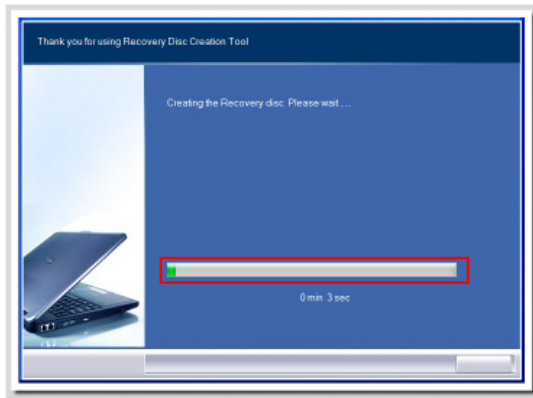 Thank you for using Recovery Disc Creation Tool
Creating the Recovery disc. Please wait ....
0 min 3 sec